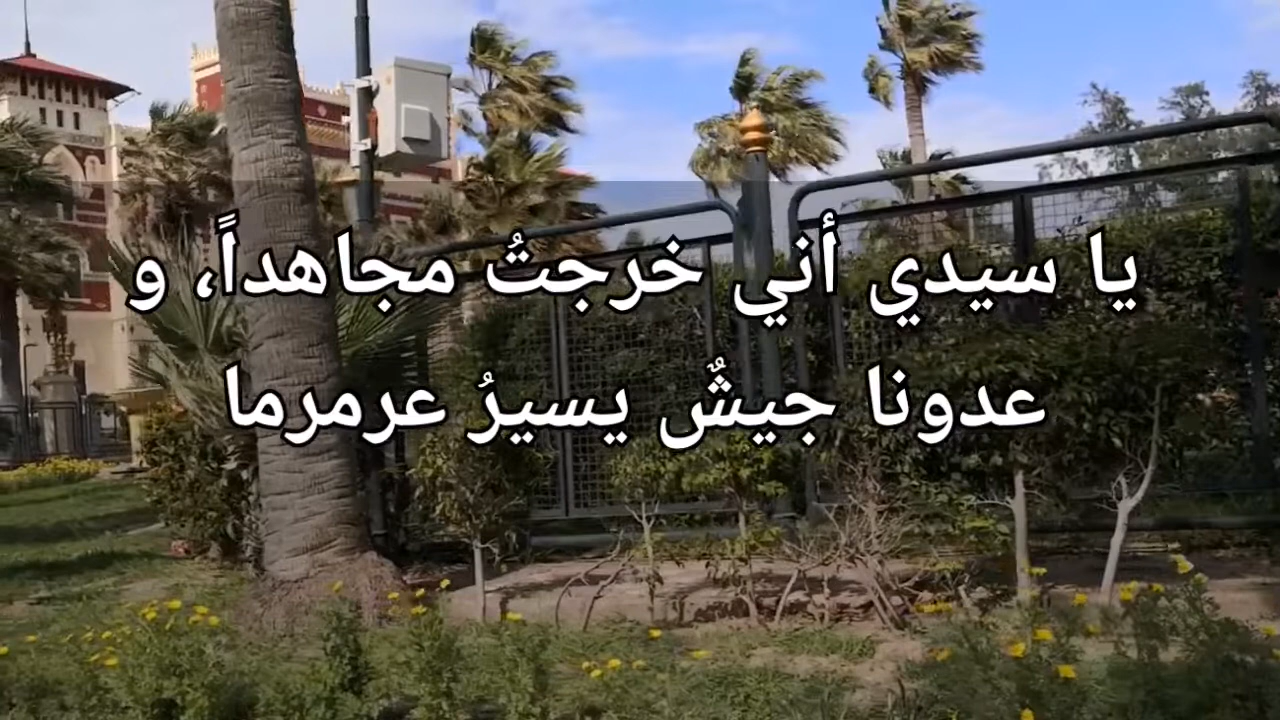 يا سيدي أني خرجتُ مجاهداً، و
عدونا جيشٌ يسيرُ عرمرما